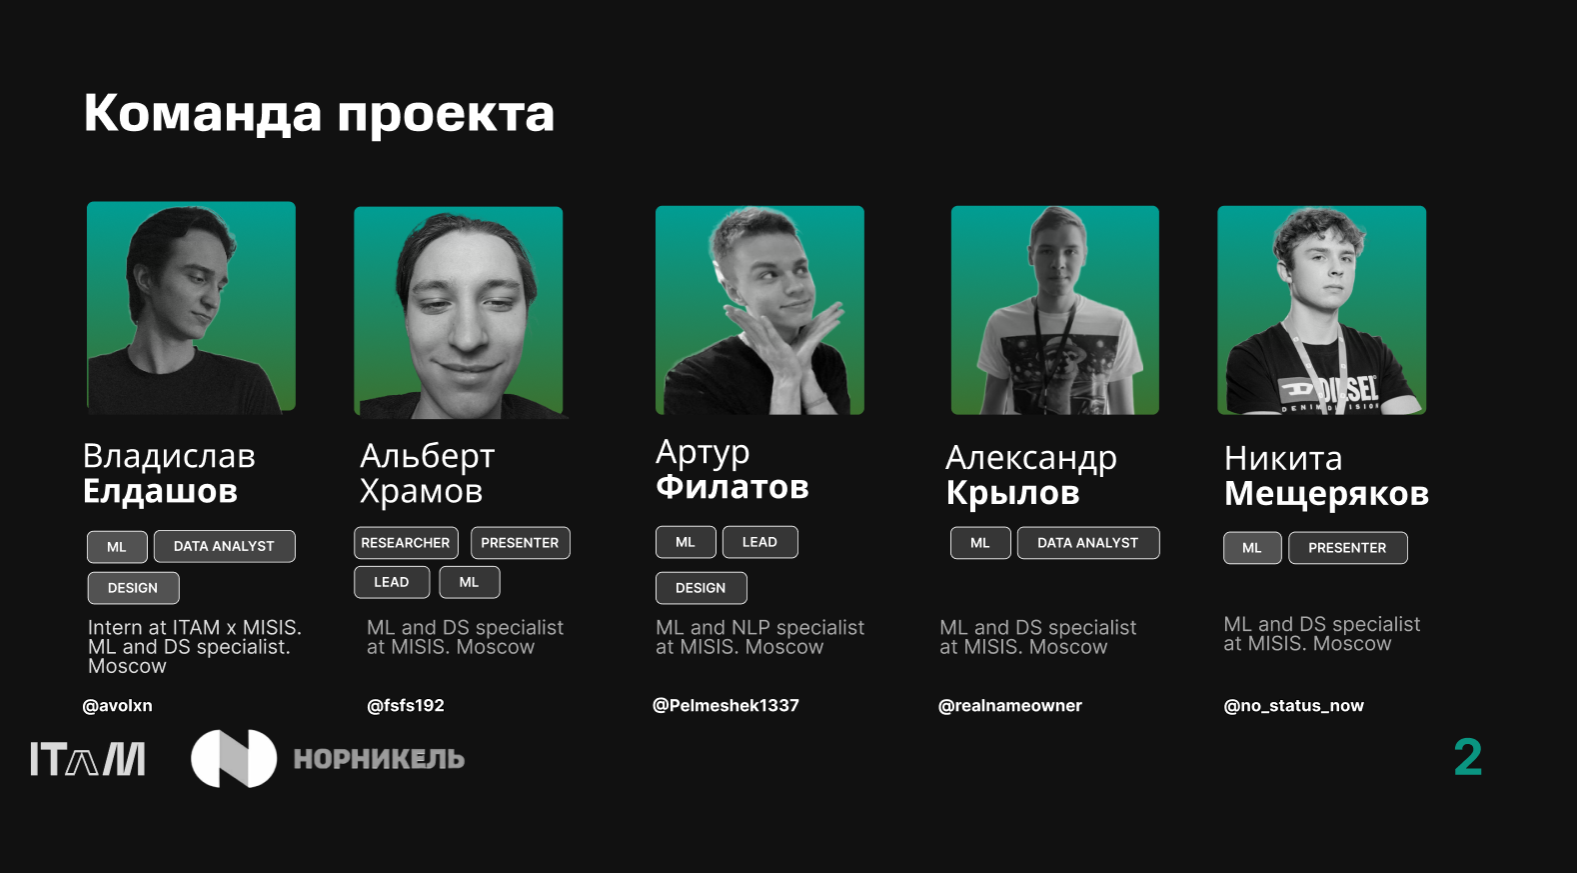 Команда проекта
Владислав
Елдашов
ML
DATA ANALYST
DESIGN
Intern at ITAM x MISIS.
ML and DS specialist.
Moscow
@avolxn
Альберт
Храмов
RESEARCHER
PRESENTER
LEAD
ML
ML and DS specialist
at MISIS. Moscow
@fsfs192
Артур
Филатов
ML
LEAD
DESIGN
ML and NLP specialist
at MISIS. Moscow
@Pelmeshek1337
Александр
Крылов
ML
DATA ANALYST
ML and DS specialist
at MISIS. Moscow
@realnameowner
DIESEL
Никита
Мещеряков
ML
PRESENTER
ML and DS specialist
at MISIS. Moscow
@no_status_now
ITAM
НОРНИКЕЛЬ
2